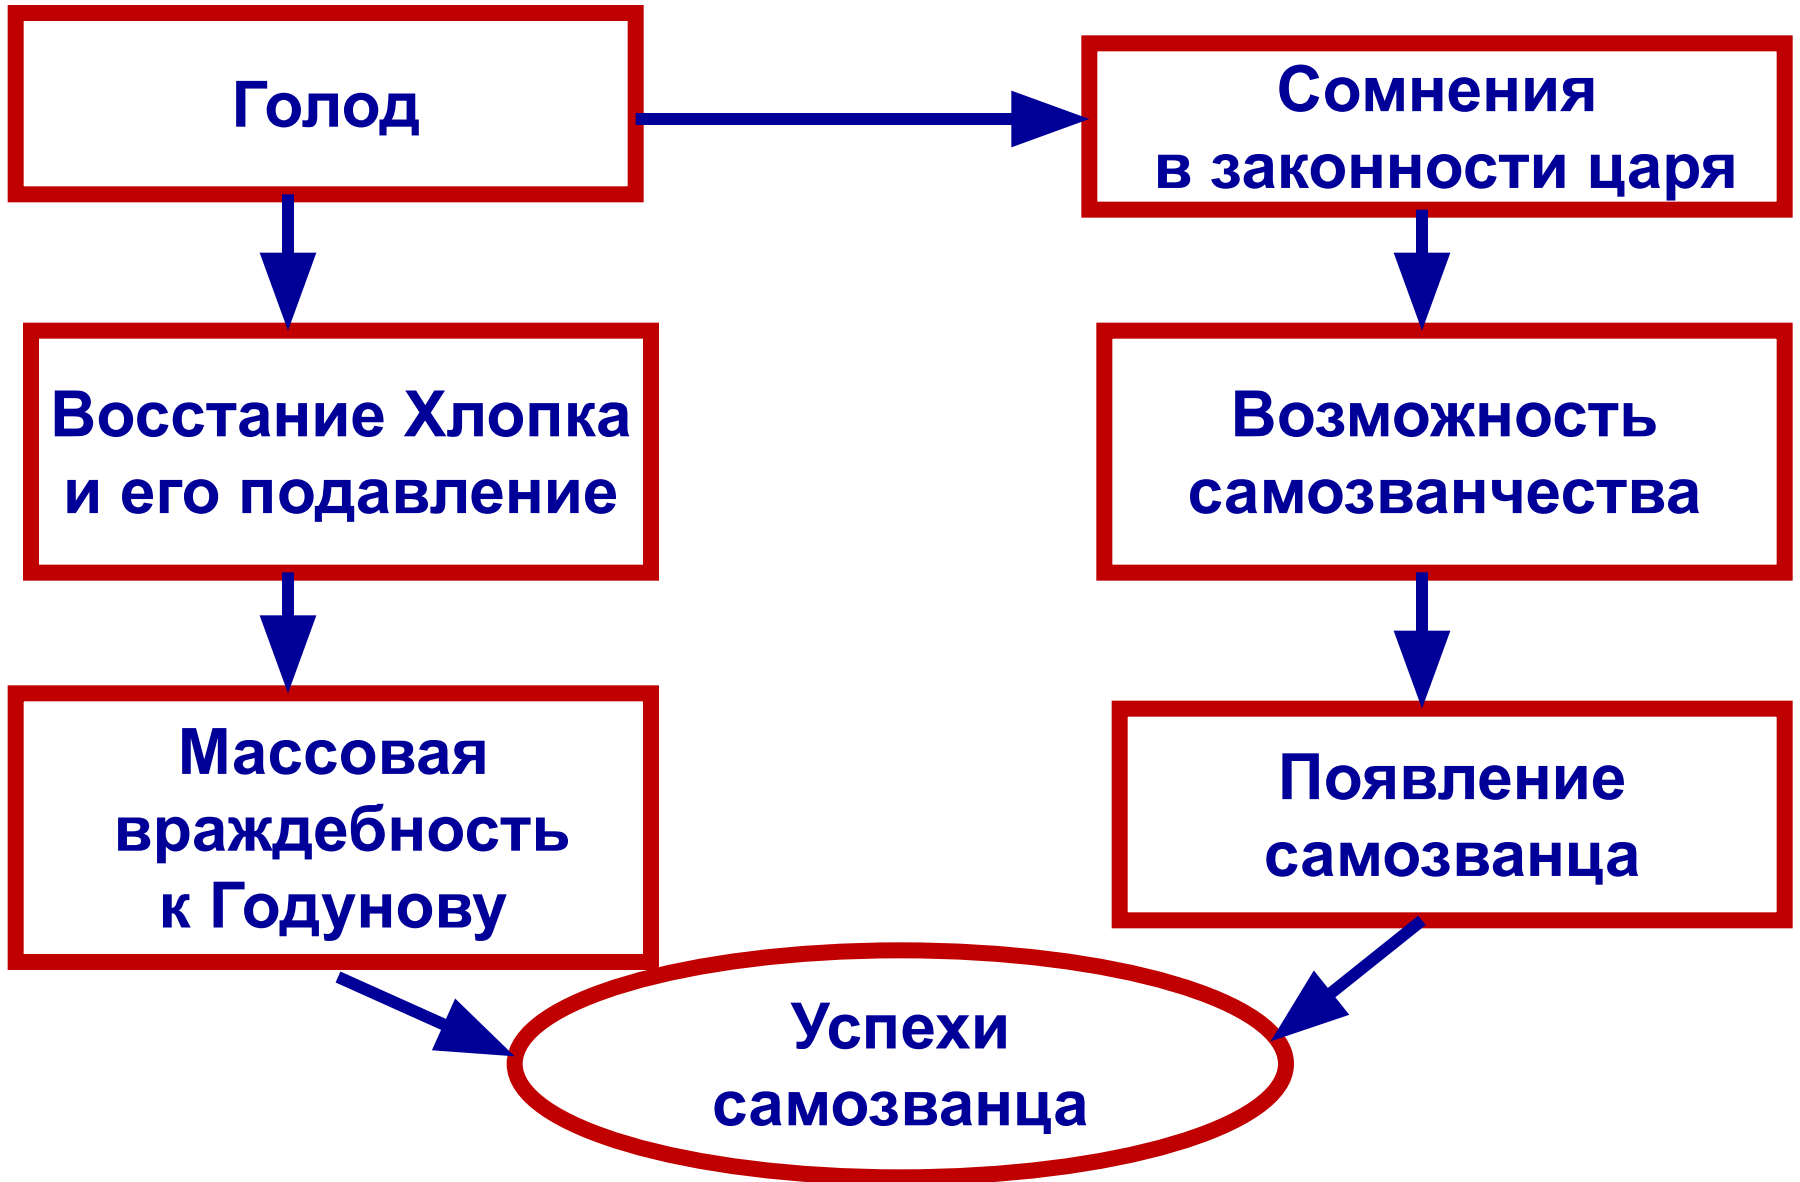 Голод
Сомнения
в законности царя
Восстание Хлопка
и его подавление
Возможность
самозванчества
Массовая
враждебность
к Годунову
Появление
самозванца
Успехи
самозванца